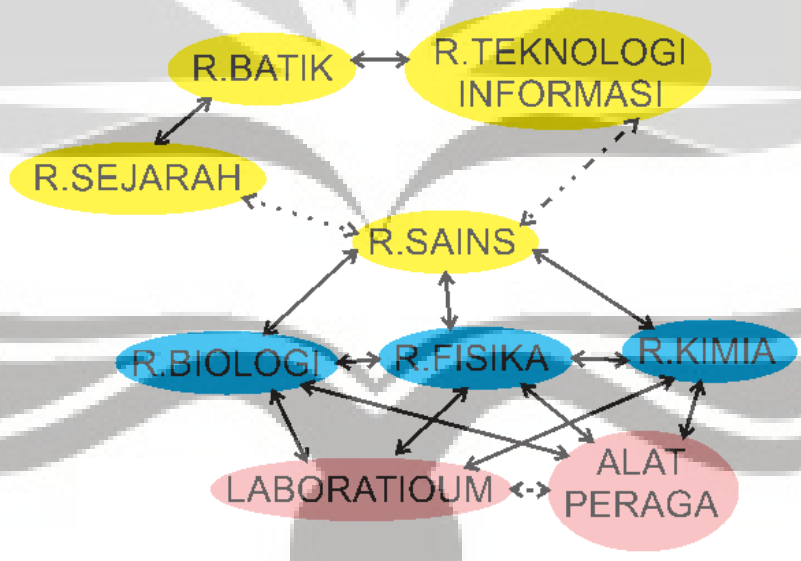 R.BATIK
R.TEKNOLOGI
INFORMASI
R.SEJARAH
R.SAINS
R.BIOLOGI
R.FISIKA
R.KIMIA
LABORATIOUM
ALAT
PERAGA